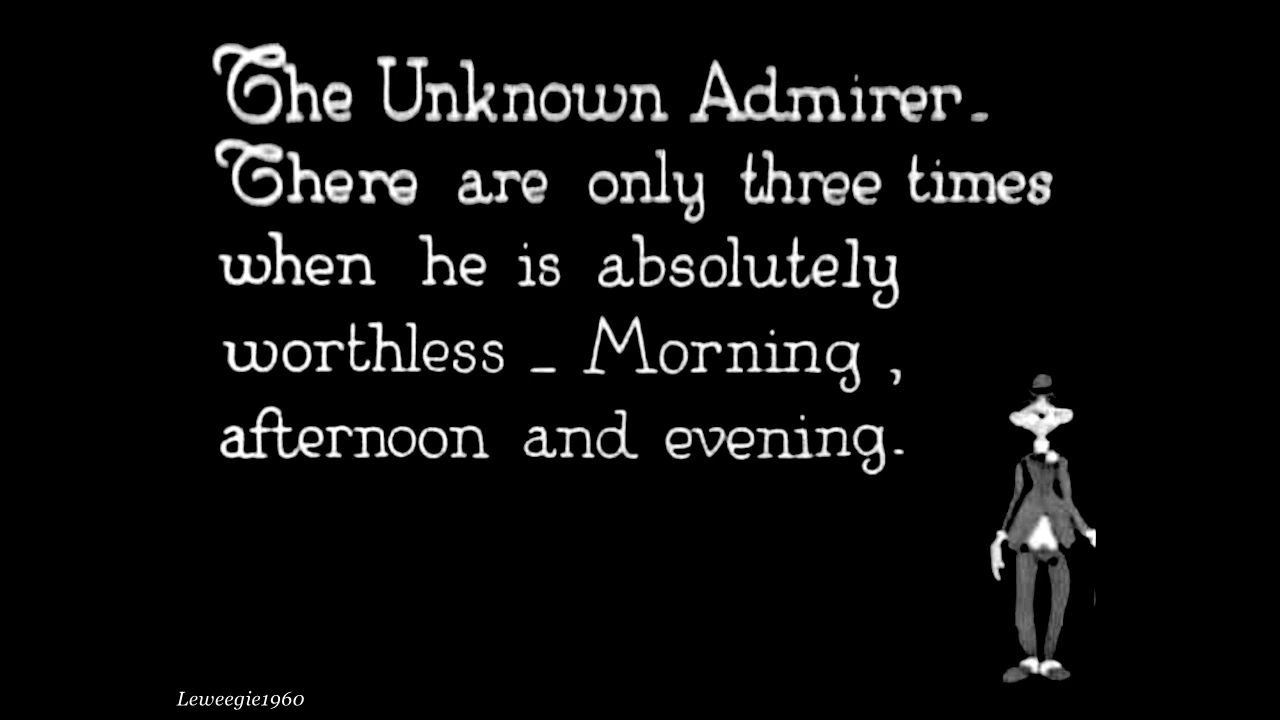 The Unknown Admirer.
There are only three times
when he is absolutely
worthless - Morning ,
afternoon and evening.
Leweegie1960